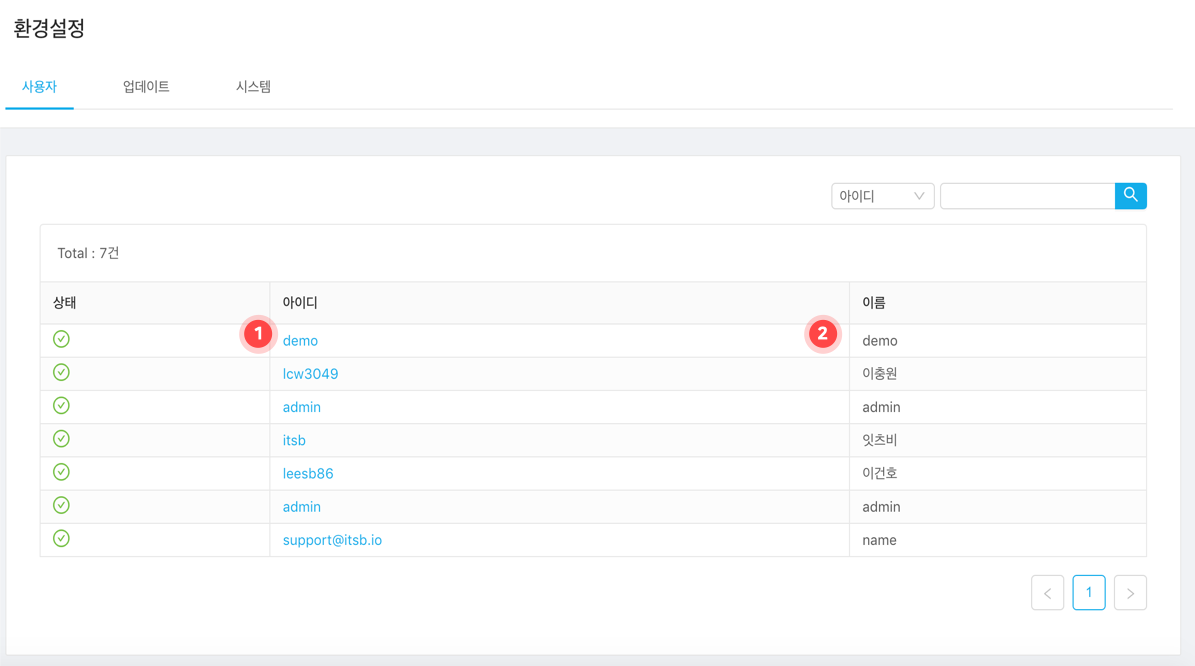 환경설정
사용자 업데이트 시스템
아이디
Total : 7건
상태 아이디 이름
1 demo 2 demo
lcw3049 이충원
admin admin
itsb 잇츠비
leesb86 이건호
admin admin
support@itsb.io name
< 1 >